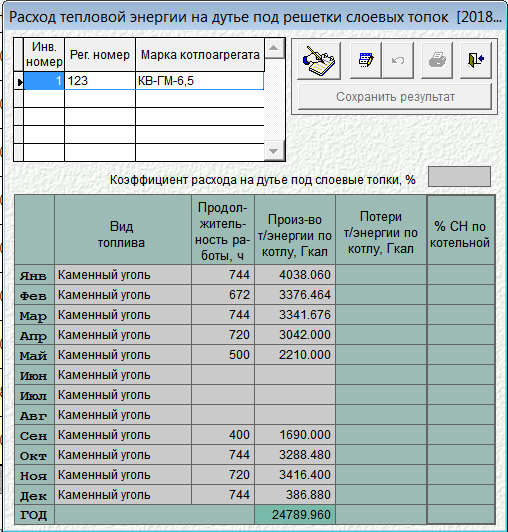 Расход тепловой энергии на дутье под решетки слоевых топок [2018...
Инв. номер Рег. номер Марка котлоагрегата
1 123 КВ-ГМ-6,5
Сохранить результат
Коэффициент расхода на дутье под слоевые топки, %
Вид топлива Продол-житель-ность ра-боты, ч Произ-во т/энергии по котлу, Гкал Потери т/энергии по котлу, Гкал % СН по котельной
Янв Каменный уголь 744 4038.060
Фев Каменный уголь 672 3376.464
Мар Каменный уголь 744 3341.676
Апр Каменный уголь 720 3042.000
Май Каменный уголь 500 2210.000
Июн Каменный уголь
Июл Каменный уголь
Авг Каменный уголь
Сен Каменный уголь 400 1690.000
Окт Каменный уголь 744 3288.480
Ноя Каменный уголь 720 3416.400
Дек Каменный уголь 744 386.880
ГОД 24789.960